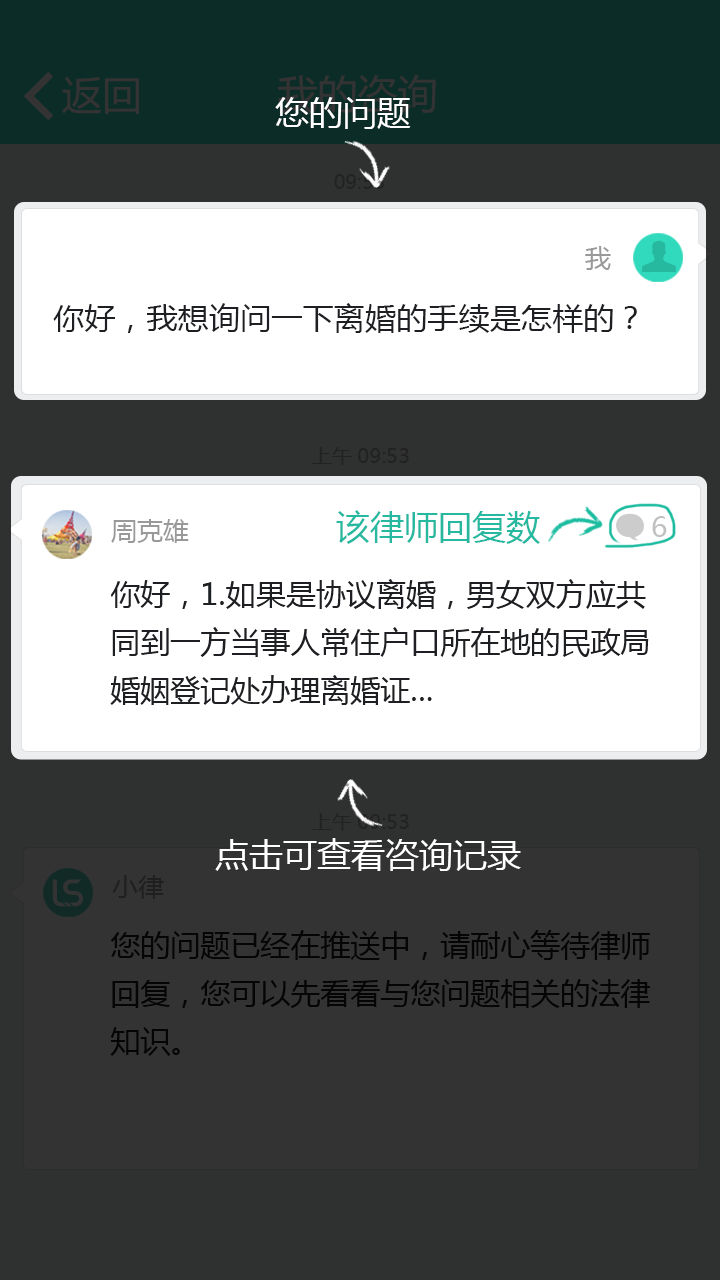 返回
我的咨询
您的问题
我
你好，我想询问一下离婚的手续是怎样的？
上午 09:53
周克雄
该律师回复数
6
你好，1.如果是协议离婚，男女双方应共
同到一方当事人常住户口所在地的民政局
婚姻登记处办理离婚证...
上午 09:53
点击可查看咨询记录
LS
小律
您的问题已经在推送中，请耐心等待律师
回复，您可以先看看与您问题相关的法律
知识。